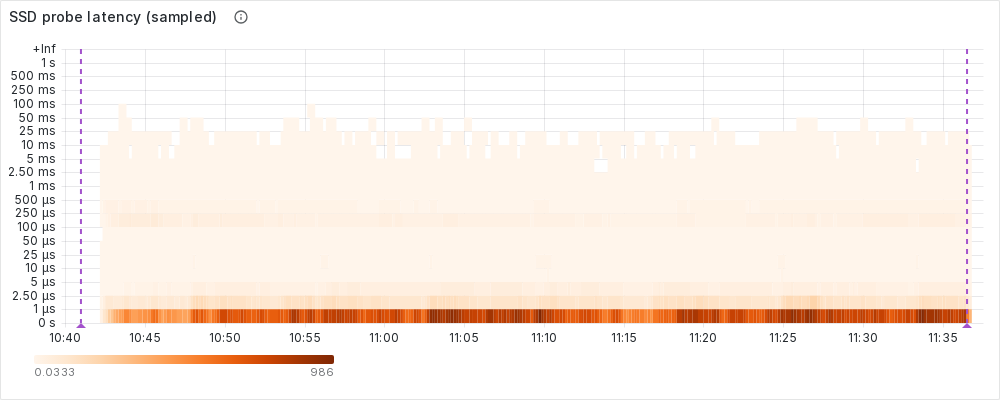 SSD probe latency (sampled)
+Inf
1 s
500 ms
250 ms
100 ms
50 ms
25 ms
10 ms
5 ms
2.50 ms
1 ms
500 µs
250 µs
100 µs
50 µs
25 µs
10 µs
5 µs
2.50 µs
1 µs
0 s
10:40 10:45 10:50 10:55 11:00 11:05 11:10 11:15 11:20 11:25 11:30 11:35
0.0333 986